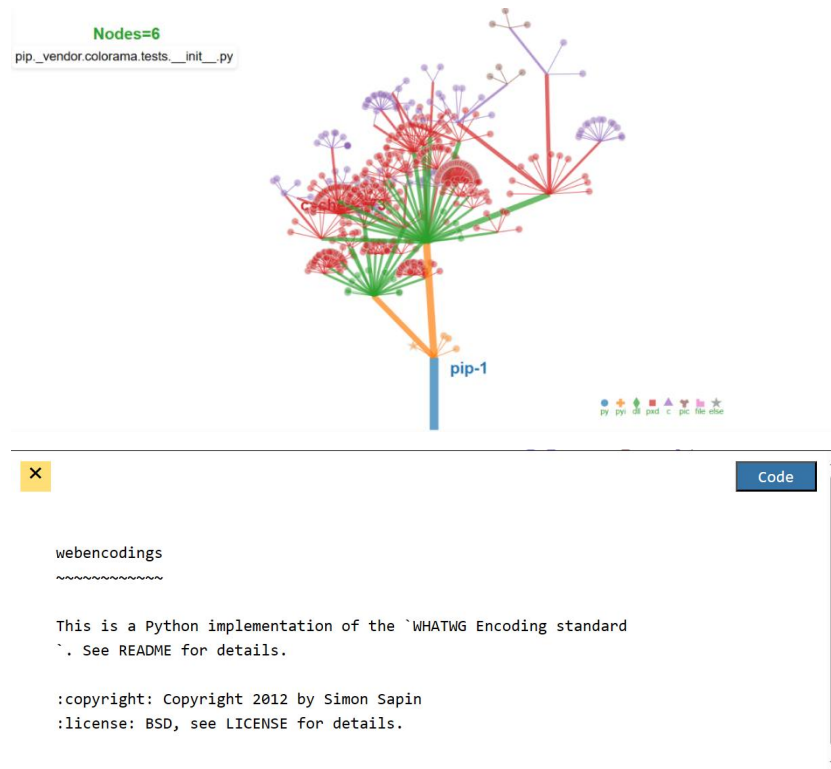 Nodes=6
pip._vendor.colorama.tests.__init__.py
pip-1
py pyi dll pxd c pic file else
×
Code
webencodings
~~~~~~~~~~~~
This is a Python implementation of the `WHATWG Encoding standard
`. See README for details.
:copyright: Copyright 2012 by Simon Sapin
:license: BSD, see LICENSE for details.